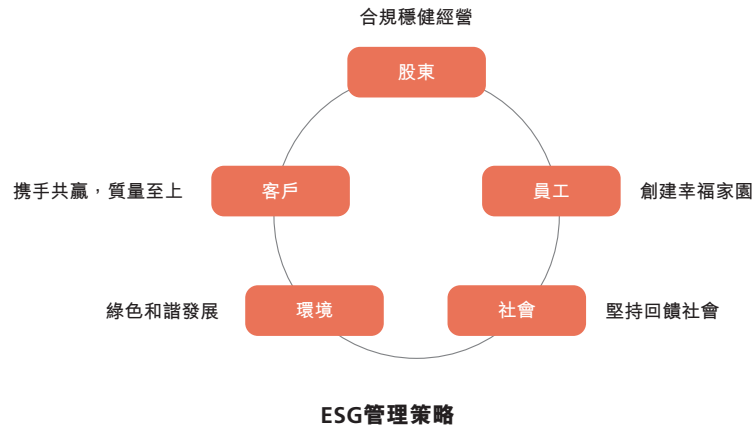 合規穩健經營
股東
携手共贏，質量至上
客戶
員工
創建幸福家園
綠色和諧發展
環境
社會
堅持回饋社會
ESG管理策略